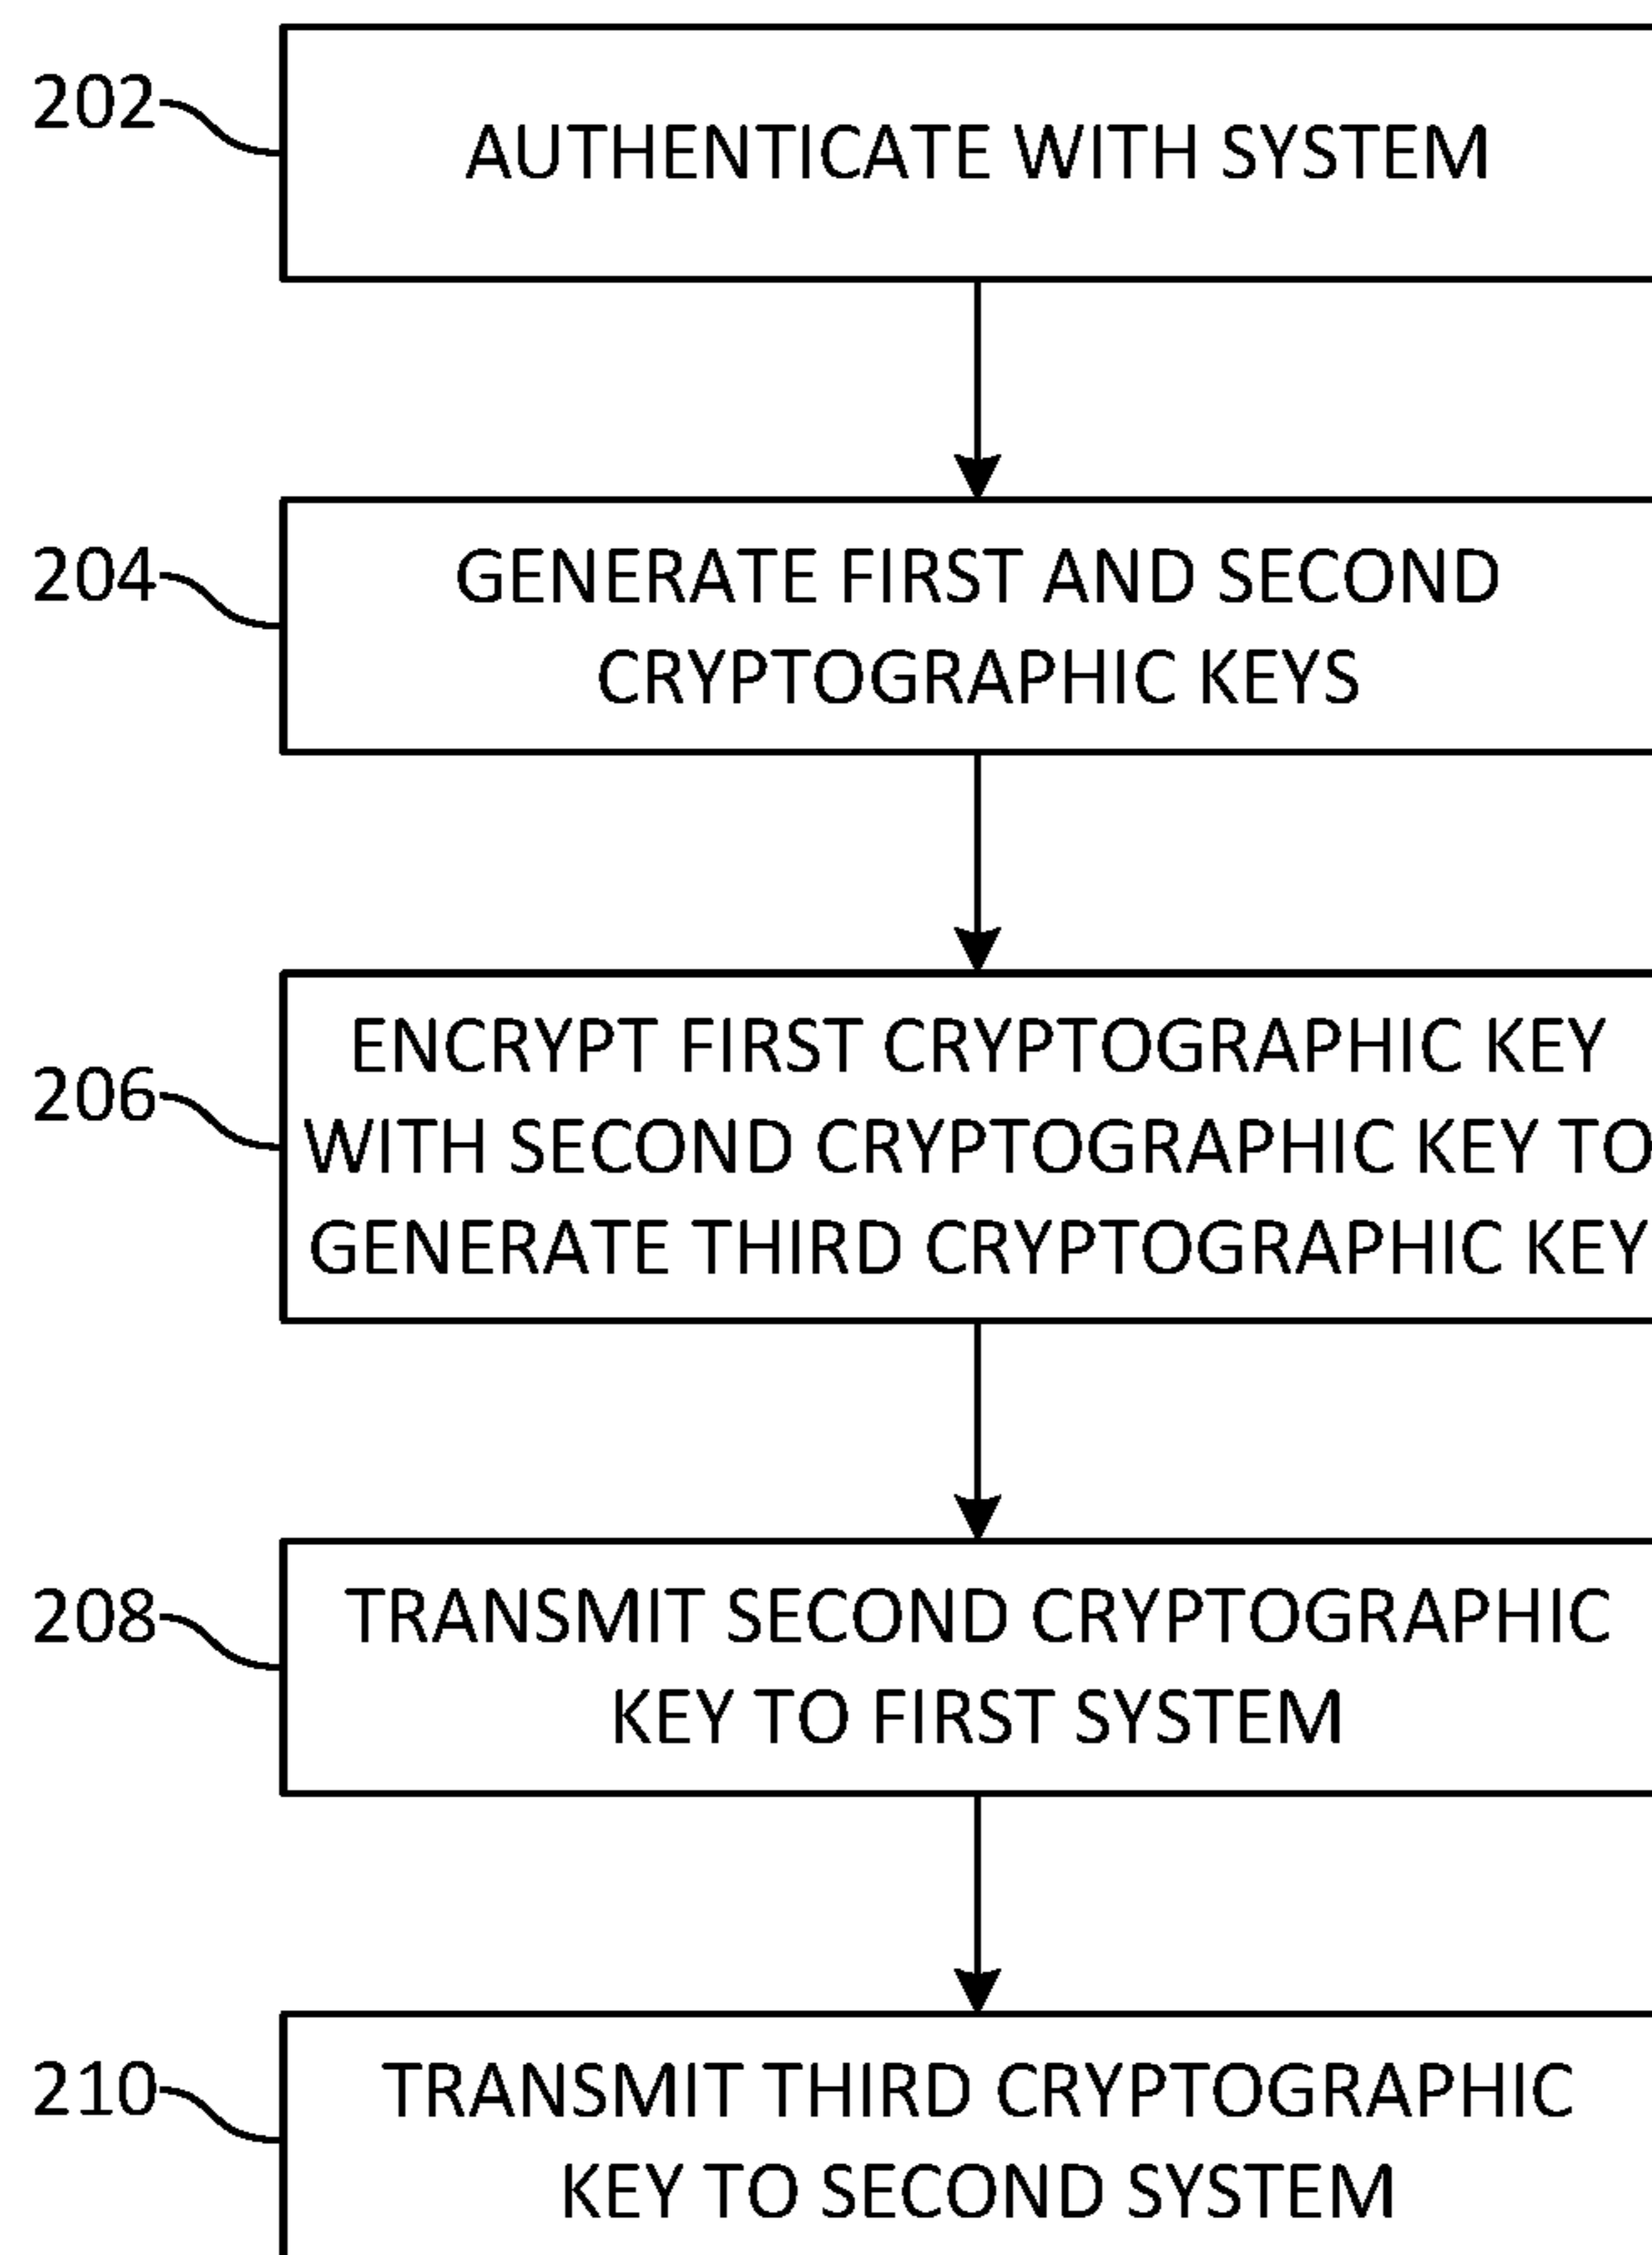 202
AUTHENTICATE WITH SYSTEM
204
GENERATE FIRST AND SECOND
CRYPTOGRAPHIC KEYS
206
ENCRYPT FIRST CRYPTOGRAPHIC KEY
WITH SECOND CRYPTOGRAPHIC KEY TO
GENERATE THIRD CRYPTOGRAPHIC KEY
208
TRANSMIT SECOND CRYPTOGRAPHIC
KEY TO FIRST SYSTEM
210
TRANSMIT THIRD CRYPTOGRAPHIC
KEY TO SECOND SYSTEM